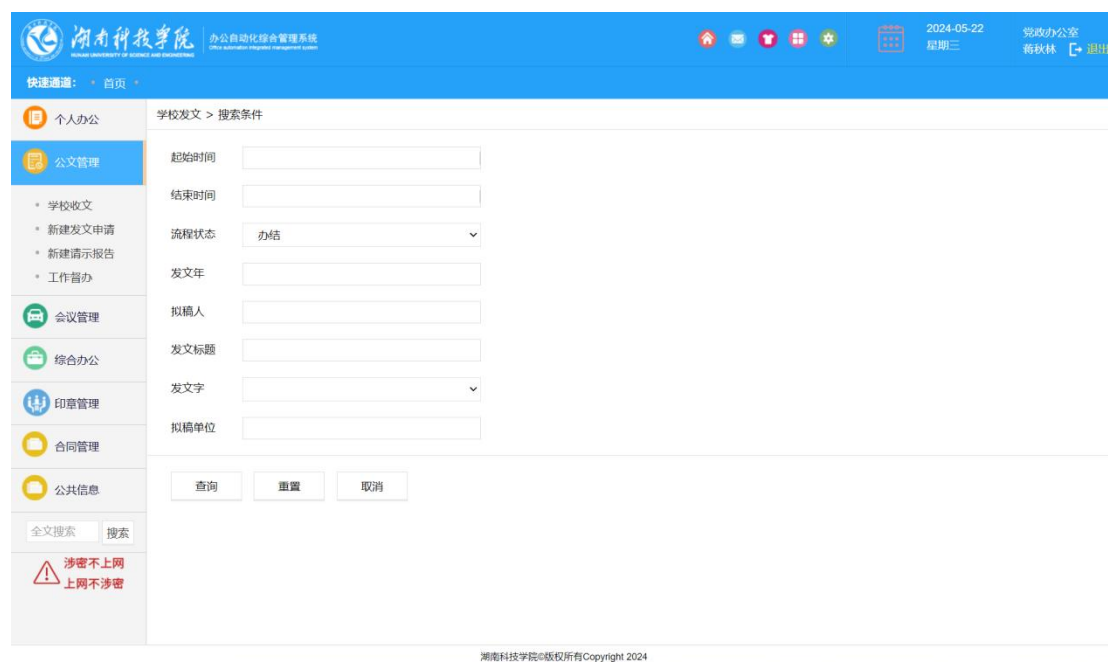 湖南科技学院
HUNAN UNIVERSITY OF SCIENCE AND ENGINEERING
办公自动化综合管理系统
Office automation integrated management system
2024-05-22
星期三
党政办公室
蒋秋林 退出
快速通道： 首页
个人办公
公文管理
学校收文
新建发文申请
新建请示报告
工作督办
会议管理
综合办公
印章管理
合同管理
公共信息
全文搜索 搜索
涉密不上网
上网不涉密
学校发文 > 搜索条件
起始时间
结束时间
流程状态 办结
发文年
拟稿人
发文标题
发文字
拟稿单位
查询 重置 取消
湖南科技学院©版权所有Copyright 2024